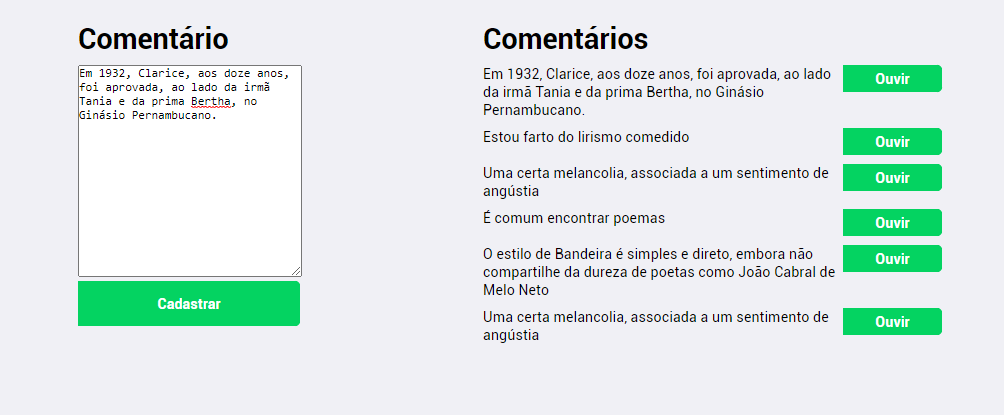 Comentário
Em 1932, Clarice, aos doze anos,
foi aprovada, ao lado da irmã
Tania e da prima Bertha, no
Ginásio Pernambucano.
Cadastrar
Comentários
Em 1932, Clarice, aos doze anos, foi aprovada, ao lado
da irmã Tania e da prima Bertha, no Ginásio
Pernambucano.
Ouvir
Estou farto do lirismo comedido
Ouvir
Uma certa melancolia, associada a um sentimento de
angústia
Ouvir
É comum encontrar poemas
Ouvir
O estilo de Bandeira é simples e direto, embora não
compartilhe da dureza de poetas como João Cabral de
Melo Neto
Ouvir
Uma certa melancolia, associada a um sentimento de
angústia
Ouvir